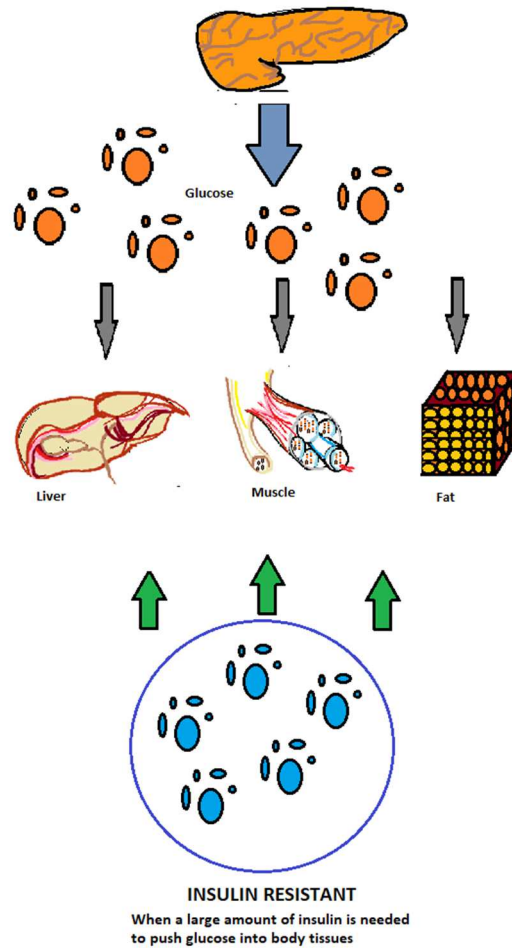 Glucose
Liver
Muscle
Fat
INSULIN RESISTANT
When a large amount of insulin is needed
to push glucose into body tissues